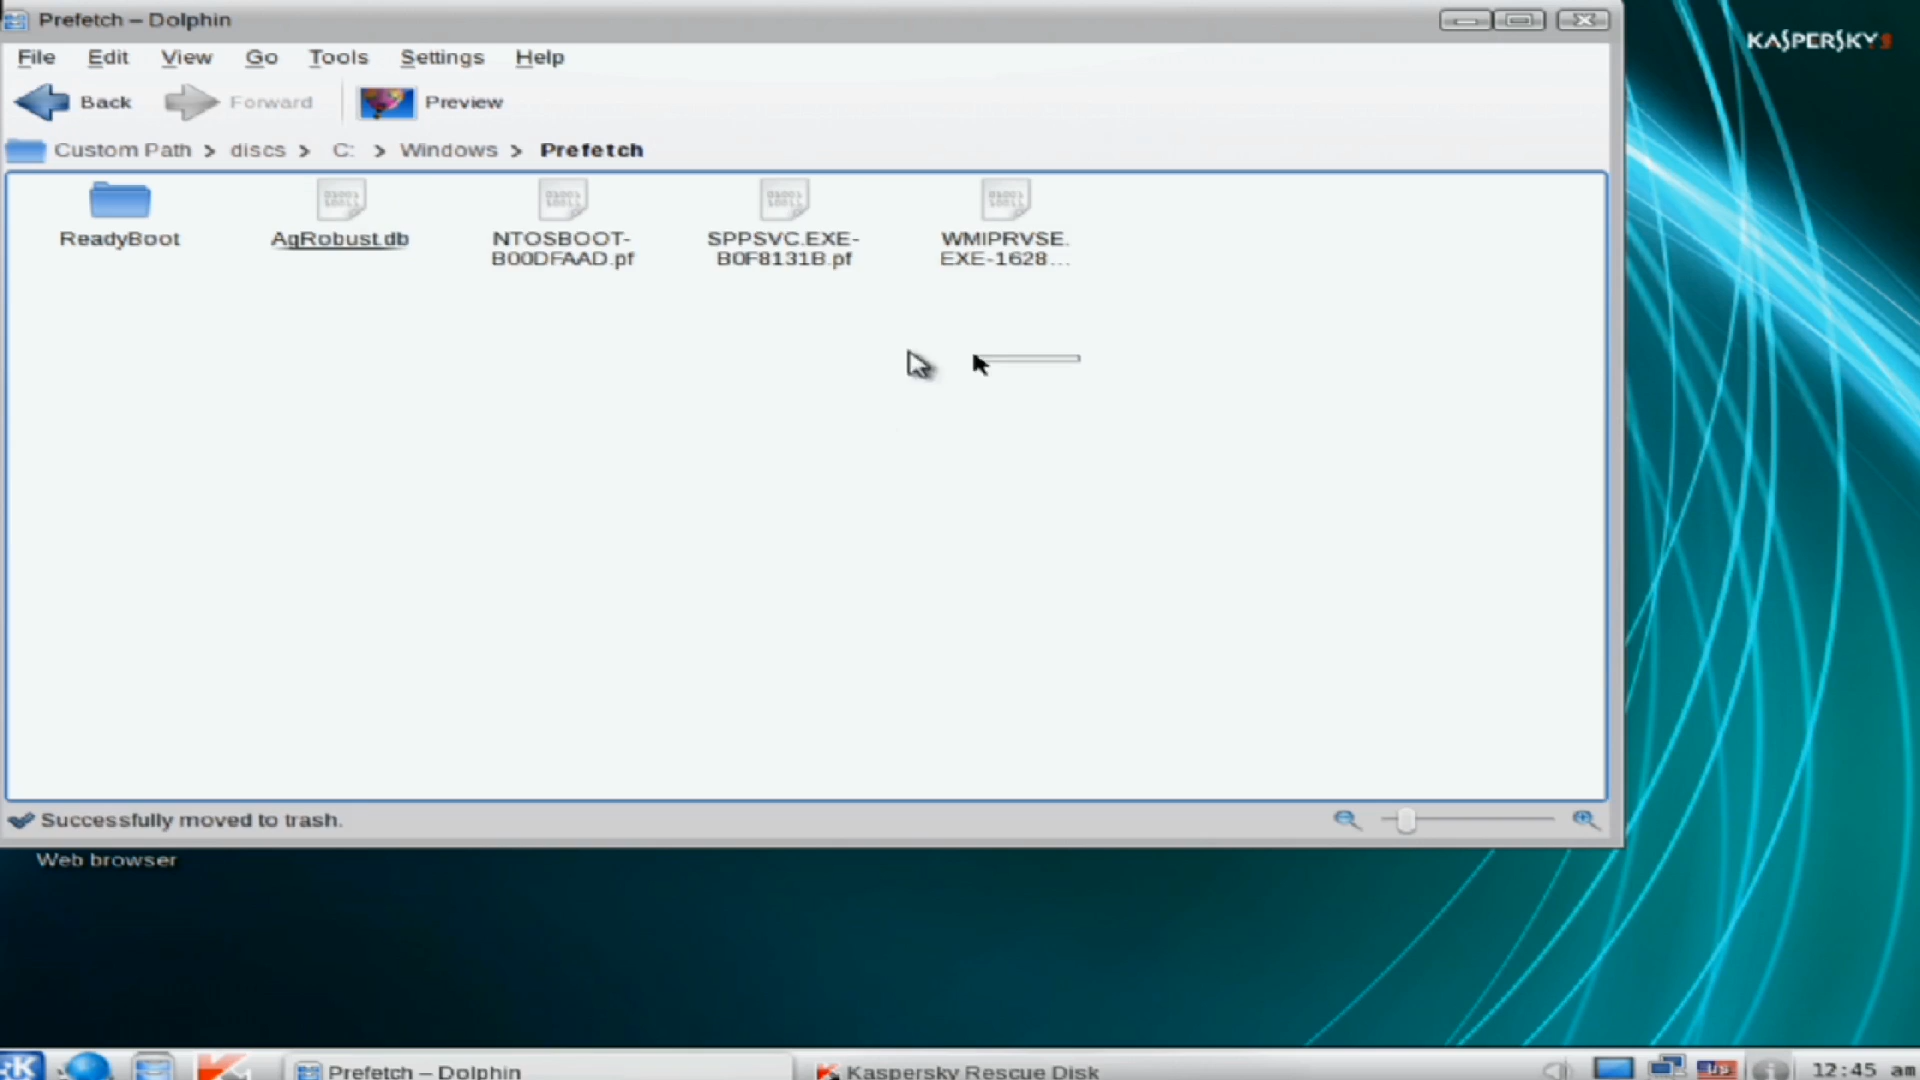 Prefetch – Dolphin
KASPERSKY
File Edit View Go Tools Settings Help
Back Forward Preview
Custom Path > discs > C: > Windows > Prefetch
ReadyBoot
AgRobust.db
NTOSBOOT-
B00DFAAD.pf
SPPSVC.EXE-
B0F8131B.pf
WMIPRVSE.
EXE-1628...
Successfully moved to trash.
Web browser
Prefetch – Dolphin
Kaspersky Rescue Disk
us
12:45 am